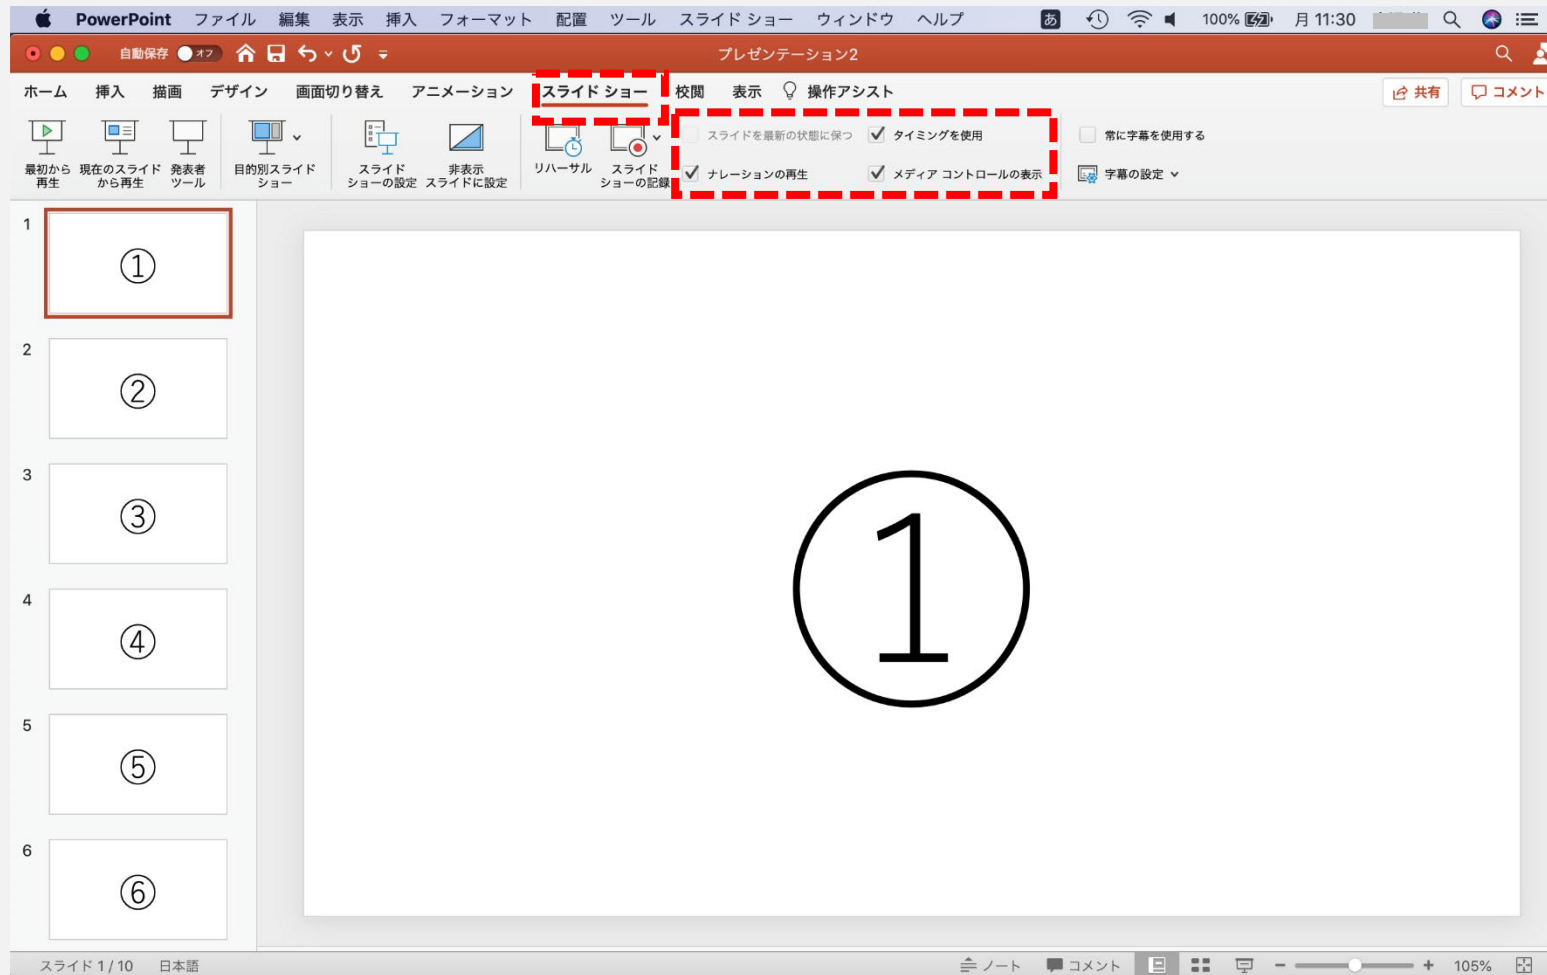 PowerPoint ファイル 編集 表示 挿入 フォーマット 配置 ツール スライド ショー ウィンドウ ヘルプ あ 100% 月 11:30
自動保存 オフ プレゼンテーション2
ホーム 挿入 描画 デザイン 画面切り替え アニメーション スライド ショー 校閲 表示 操作アシスト 共有 コメント
最初から
再生
現在のスライド
から再生
発表者
ツール
目的別スライド
ショー
スライド
ショーの設定
非表示
スライドに設定
リハーサル
スライド
ショーの記録
スライドを最新の状態に保つ タイミングを使用
ナレーションの再生 メディア コントロールの表示
常に字幕を使用する
字幕の設定
1
①
2
②
3
③
4
④
5
⑤
6
⑥
①
スライド 1 / 10 日本語 ノート コメント 105%